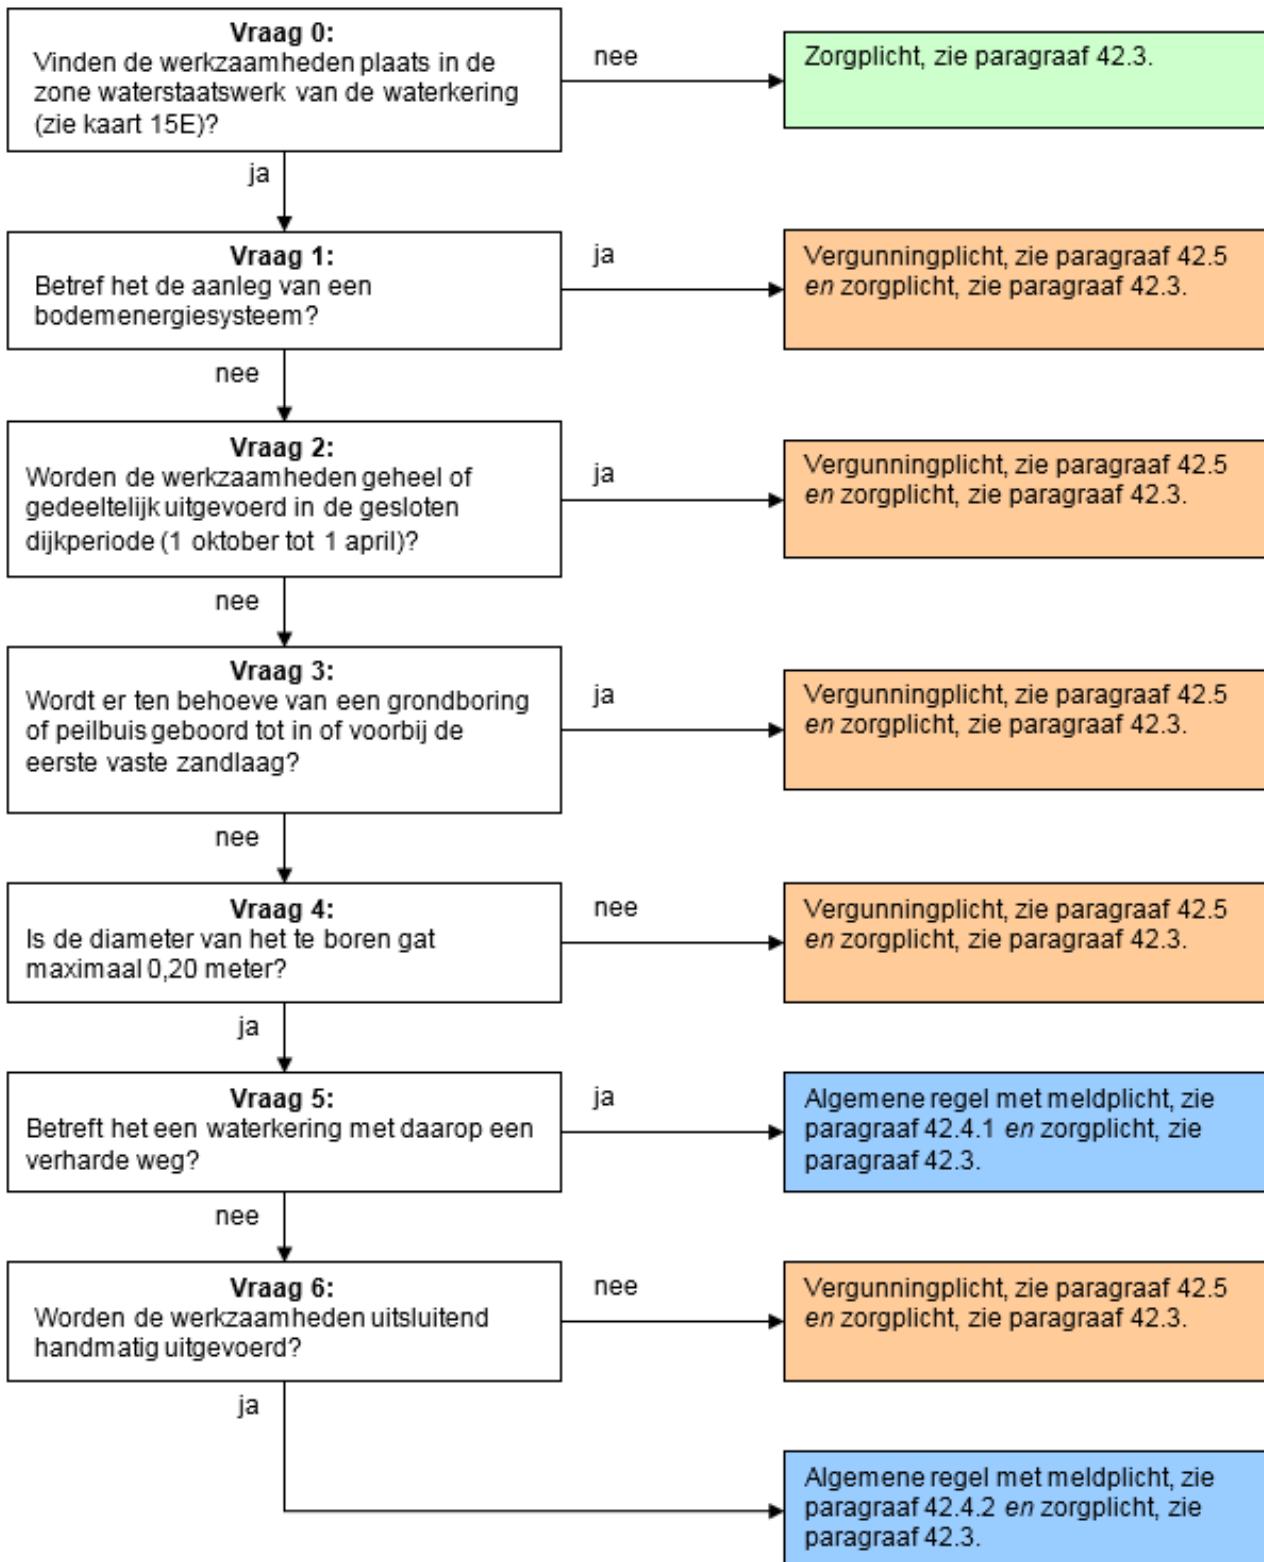 Vraag 0:
Vinden de werkzaamheden plaats in de
zone waterstaatswerk van de waterkering
(zie kaart 15E)?
nee
Zorgplicht, zie paragraaf 42.3.
ja
Vraag 1:
Betref het de aanleg van een
bodemenergiesysteem?
ja
Vergunningplicht, zie paragraaf 42.5
en zorgplicht, zie paragraaf 42.3.
nee
Vraag 2:
Worden de werkzaamheden geheel of
gedeeltelijk uitgevoerd in de gesloten
dijkperiode (1 oktober tot 1 april)?
ja
Vergunningplicht, zie paragraaf 42.5
en zorgplicht, zie paragraaf 42.3.
nee
Vraag 3:
Wordt er ten behoeve van een grondboring
of peilbuis geboord tot in of voorbij de
eerste vaste zandlaag?
ja
Vergunningplicht, zie paragraaf 42.5
en zorgplicht, zie paragraaf 42.3.
nee
Vraag 4:
Is de diameter van het te boren gat
maximaal 0,20 meter?
nee
Vergunningplicht, zie paragraaf 42.5
en zorgplicht, zie paragraaf 42.3.
ja
Vraag 5:
Betreft het een waterkering met daarop een
verharde weg?
ja
Algemene regel met meldplicht, zie
paragraaf 42.4.1 en zorgplicht, zie
paragraaf 42.3.
nee
Vraag 6:
Worden de werkzaamheden uitsluitend
handmatig uitgevoerd?
nee
Vergunningplicht, zie paragraaf 42.5
en zorgplicht, zie paragraaf 42.3.
ja
Algemene regel met meldplicht, zie
paragraaf 42.4.2 en zorgplicht, zie
paragraaf 42.3.